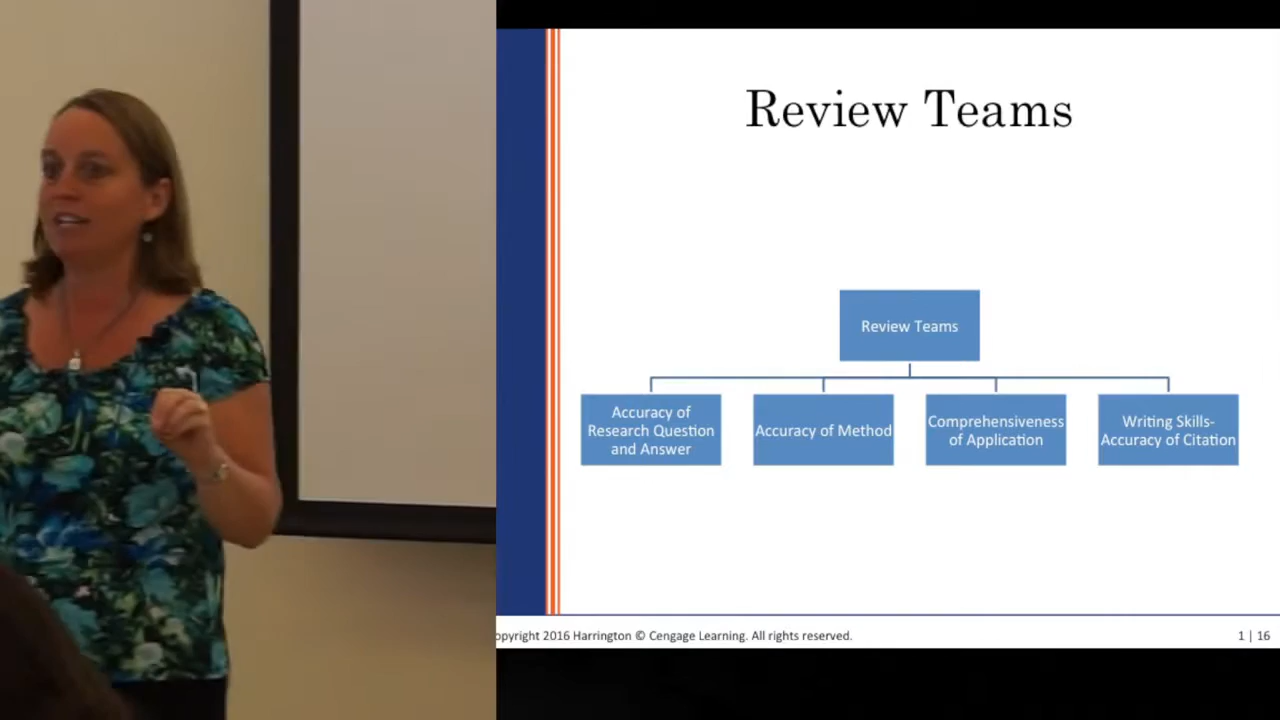 Review Teams
Review Teams
Accuracy of
Research Question
and Answer
Accuracy of Method
Comprehensiveness
of Application
Writing Skills-
Accuracy of Citation
opyright 2016 Harrington © Cengage Learning. All rights reserved.
1 | 16